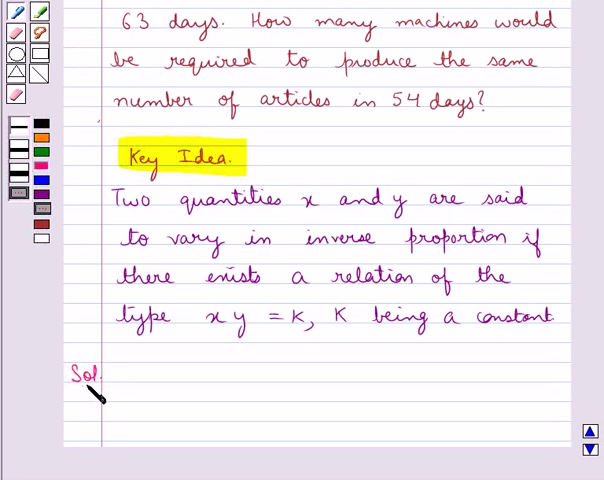 63 days. How many machines would
be required to produce the same
number of articles in 54 days?
Key Idea.
Two quantities x and y are said
to vary in inverse proportion if
there exists a relation of the
type xy = K, K being a constant.
Sol.